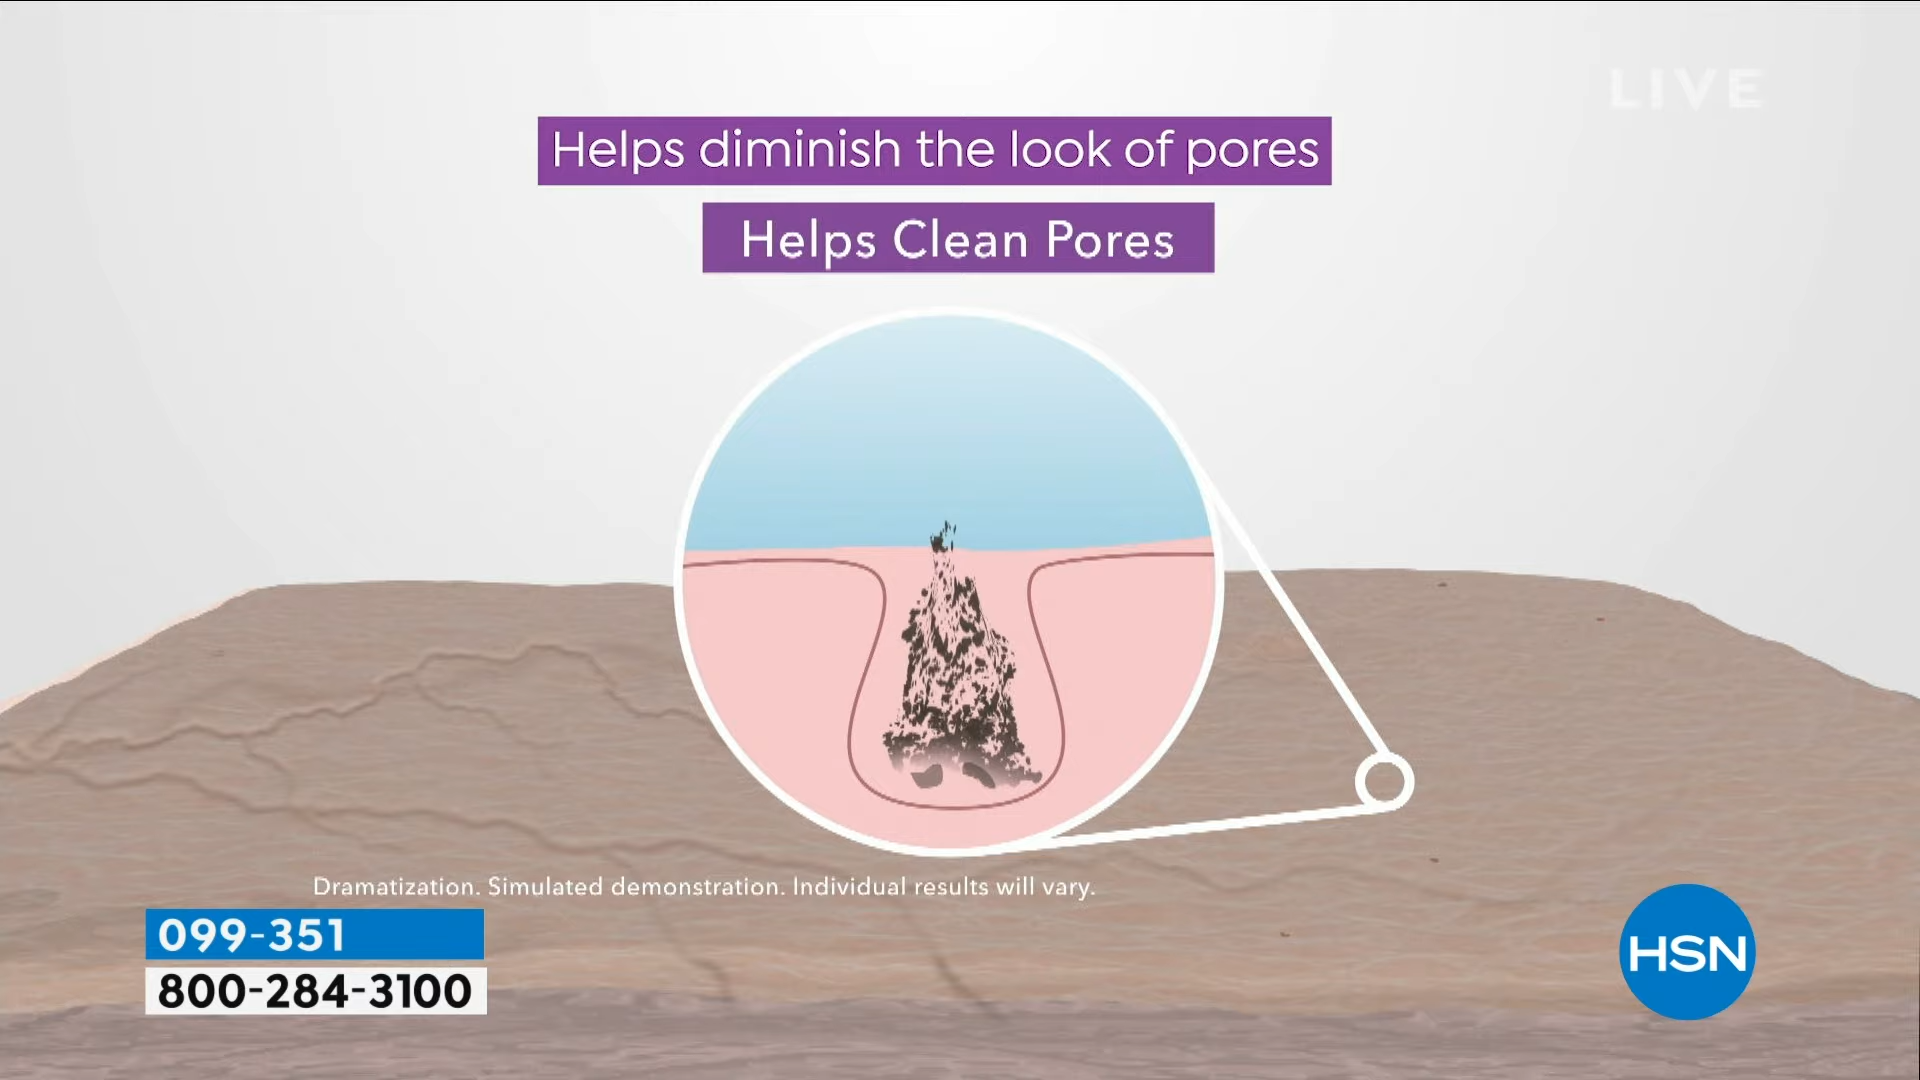 LIVE
Helps diminish the look of pores
Helps Clean Pores
Dramatization. Simulated demonstration. Individual results will vary.
099-351
800-284-3100
HSN